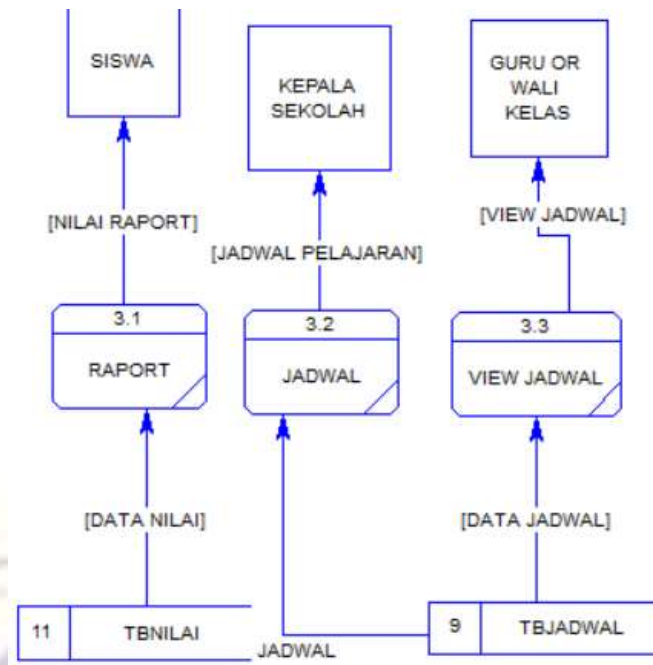 SISWA
KEPALA
SEKOLAH
GURU OR
WALI
KELAS
[NILAI RAPORT]
[JADWAL PELAJARAN]
[VIEW JADWAL]
3.1
RAPORT
3.2
JADWAL
3.3
VIEW JADWAL
[DATA NILAI]
[DATA JADWAL]
11
TBNILAI
JADWAL
9
TBJADWAL